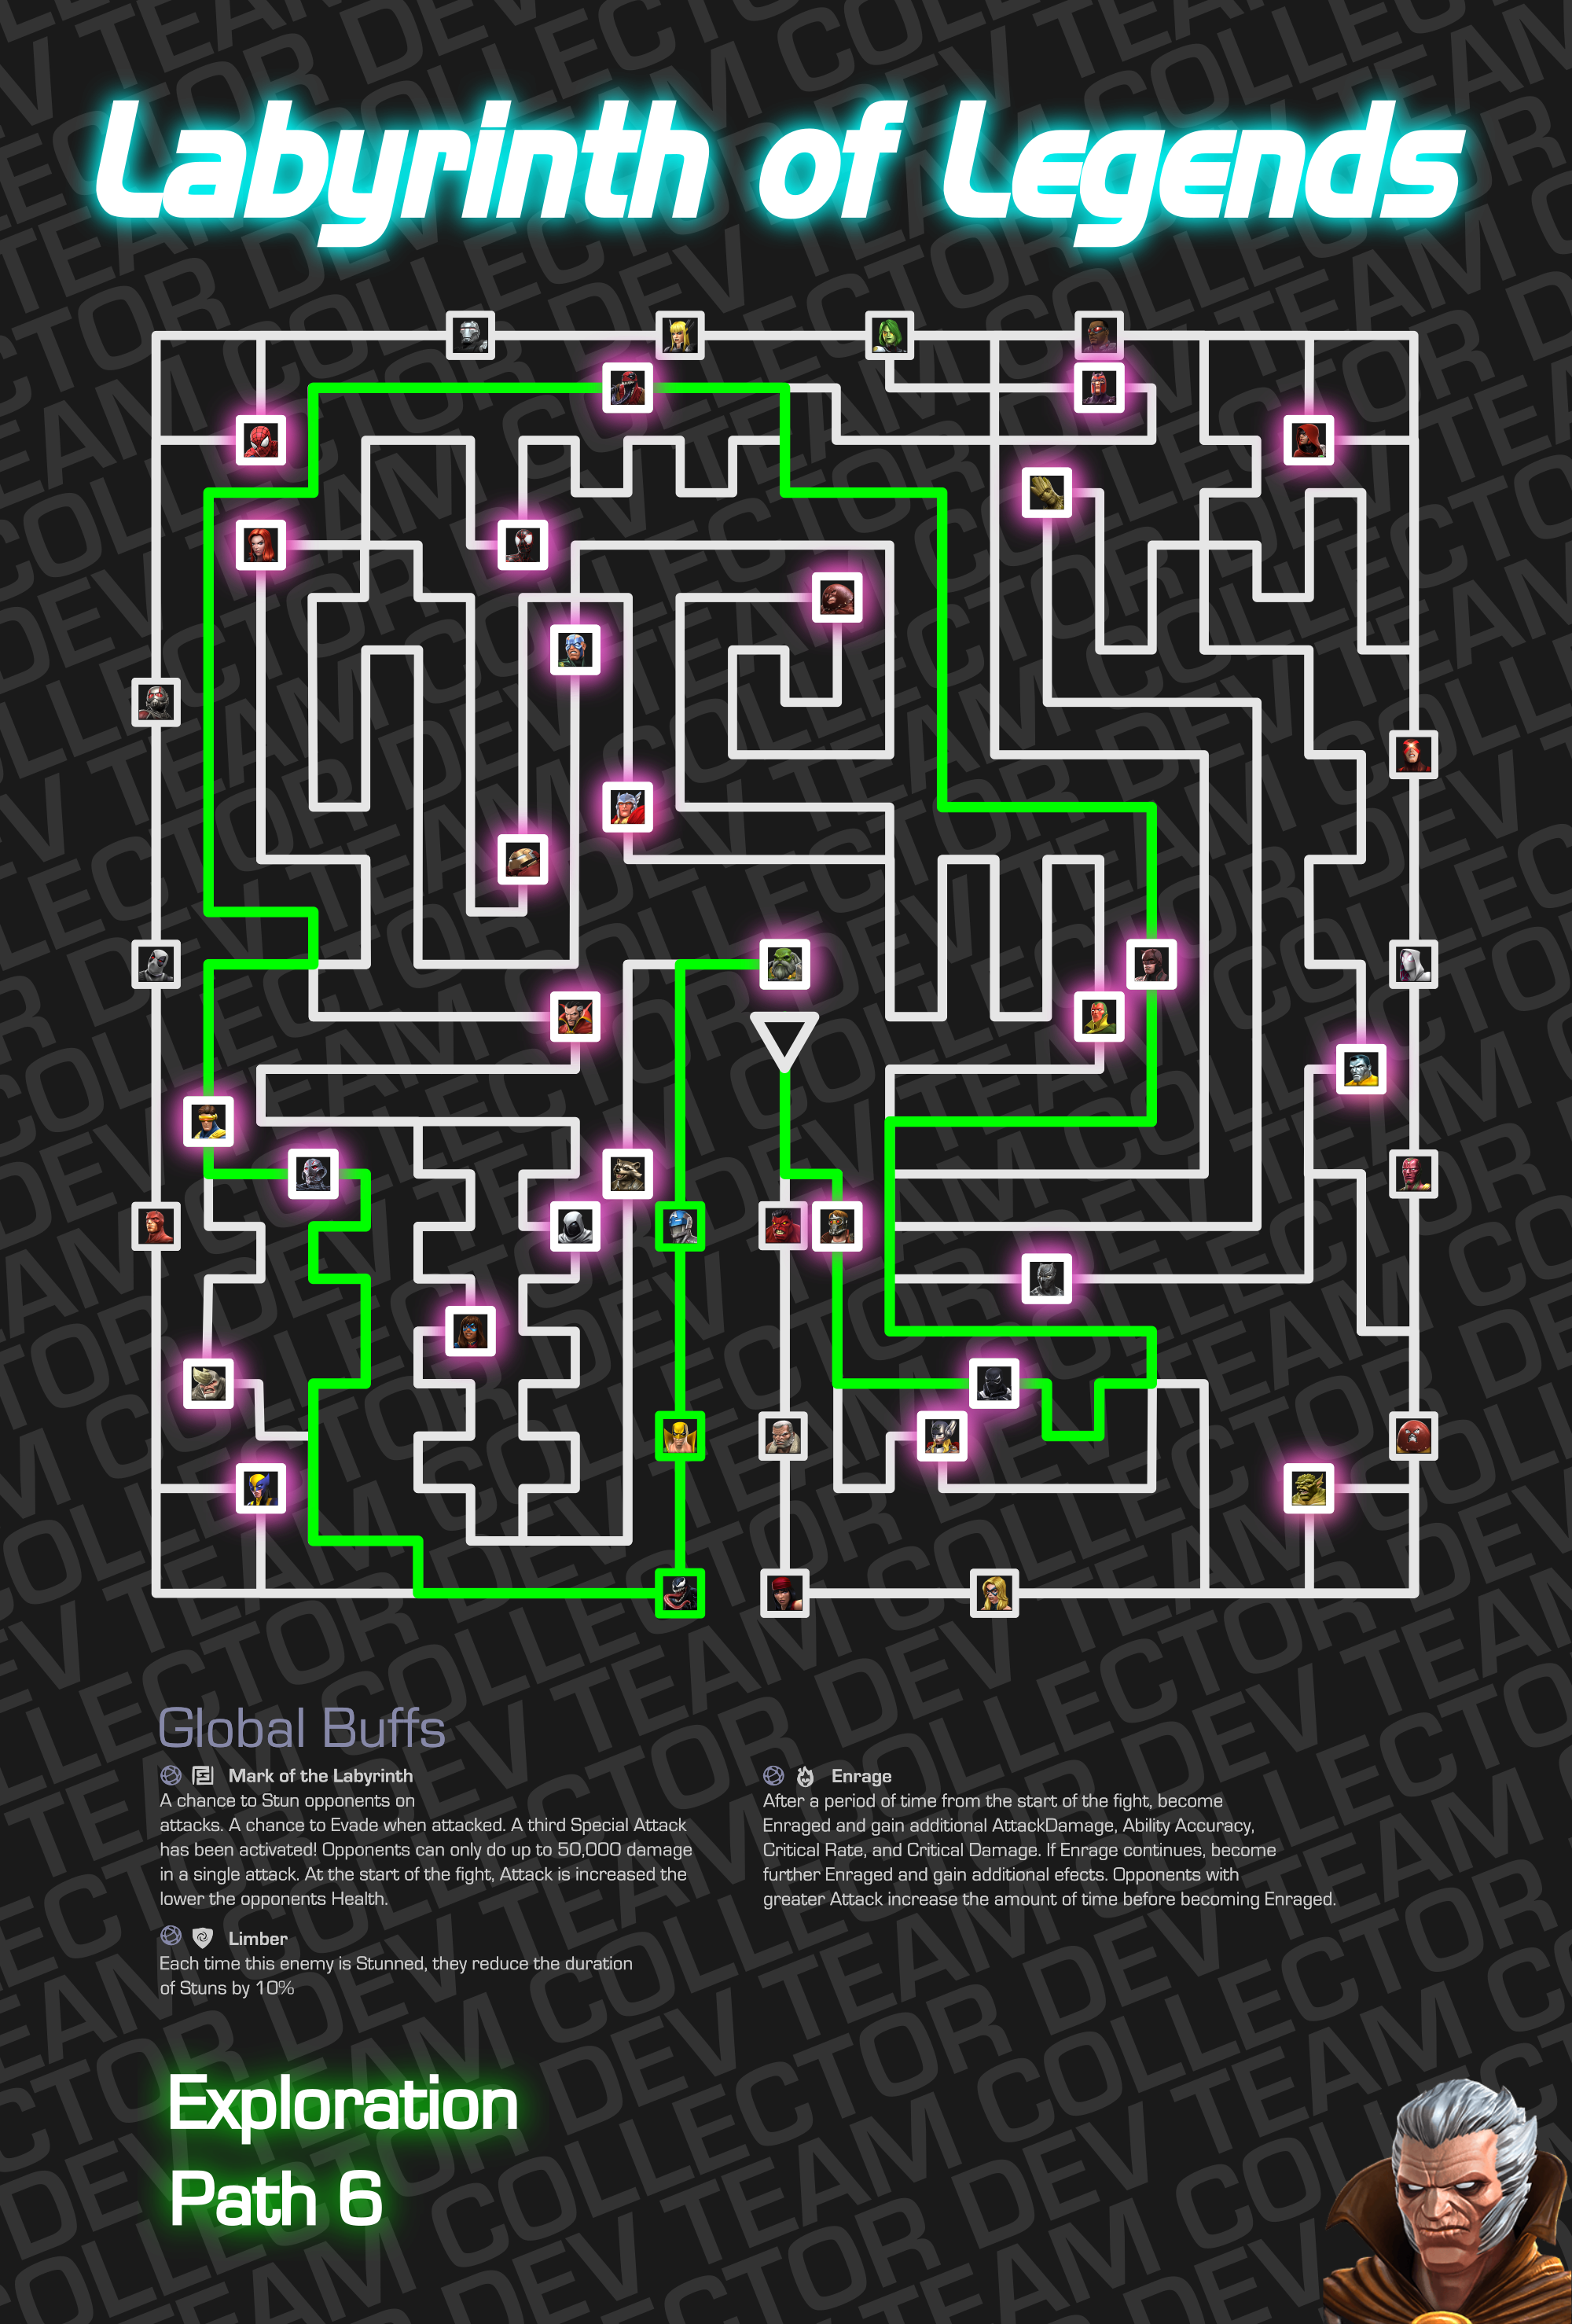 Labyrinth of Legends
Global Buffs
Mark of the Labyrinth
A chance to Stun opponents on
attacks. A chance to Evade when attacked. A third Special Attack
has been activated! Opponents can only do up to 50,000 damage
in a single attack. At the start of the fight, Attack is increased the
lower the opponents Health.
Limber
Each time this enemy is Stunned, they reduce the duration
of Stuns by 10%
Enrage
After a period of time from the start of the fight, become
Enraged and gain additional AttackDamage, Ability Accuracy,
Critical Rate, and Critical Damage. If Enrage continues, become
further Enraged and gain additional efects. Opponents with
greater Attack increase the amount of time before becoming Enraged.
Exploration
Path 6
COLLECTOR DEV TEAM